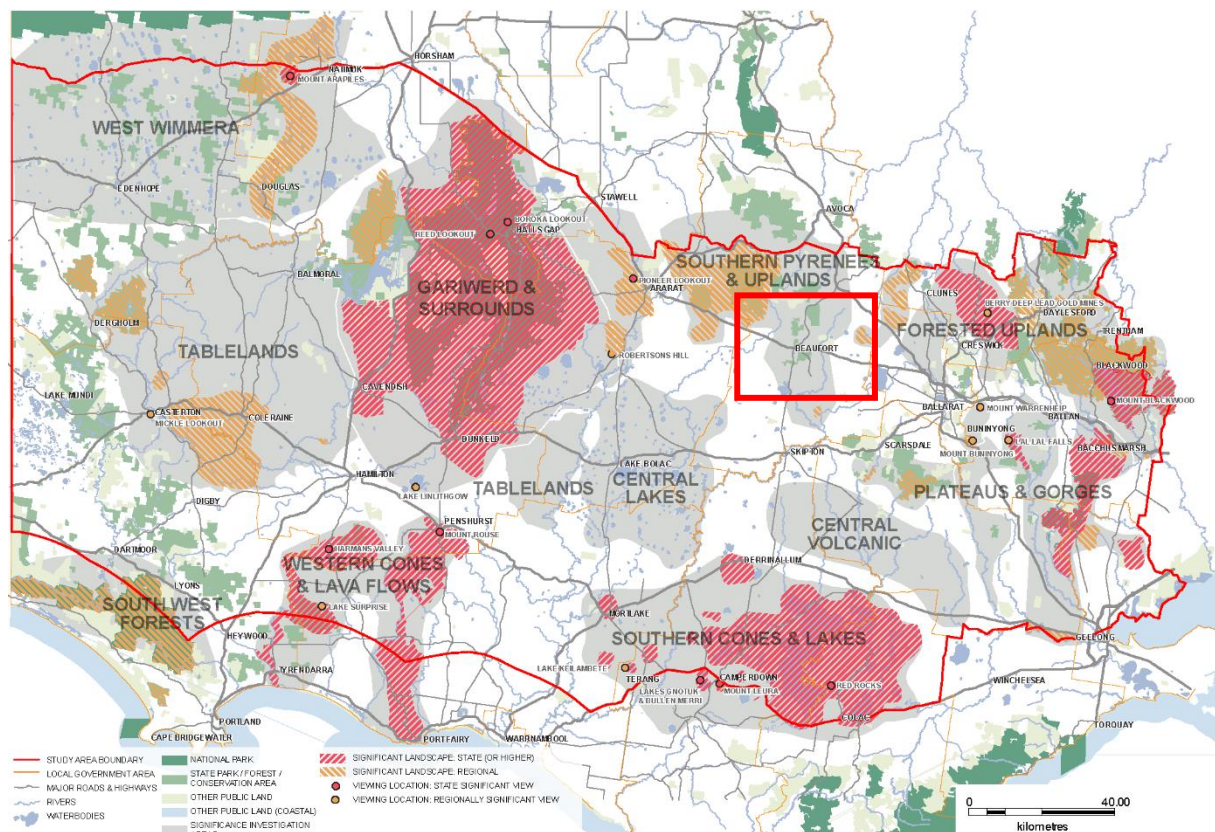 HORSHAM
NATIMUK
MOUNT ARAPILES
WEST WIMMERA
EDENHOPE
DOUGLAS
STAWELL
AVOCA
BOROKA LOOKOUT
HALLS GAP
REED LOOKOUT
SOUTHERN PYRENEES
& UPLANDS
BALMORAL
PIONEER LOOKOUT
ARARAT
GARIWERD &
SURROUNDS
CLUNES
BERRY DEEP LEAD GOLD MINES
DAYLESFORD
DERGHOLM
FORESTED UPLANDS
TRENTHAM
CRESWICK
BEAUFORT
TABLELANDS
ROBERTSONS HILL
BLACKWOOD
CAVENDISH
LAKE MUNDI
MOUNT BLACKWOOD
BALLARAT
MOUNT WARRENHEIP
CASTERTON
COLERAINE
MICKLE LOOKOUT
BALLAN
BUNINYONG
LAL LAL FALLS
DUNKELD
SCARSDALE
MOUNT BUNINYONG
BACCHUS MARSH
SKIPTON
LAKE BOLAC
HAMILTON
CENTRAL
LAKES
LAKE LINLITHGOW
TABLELANDS
PLATEAUS & GORGES
DIGBY
PENSHURST
CENTRAL
VOLCANIC
MOUNT ROUSE
DARTMOOR
HARMANS VALLEY
DERRINALLUM
WESTERN CONES
& LAVA FLOWS
LYONS
SOUTH WEST
FORESTS
LAKE SURPRISE
MORTLAKE
HEYWOOD
SOUTHERN CONES & LAKES
GEELONG
TYRENDARRA
LAKE KEILAMBETE
TERANG
CAMPERDOWN
WINCHELSEA
LAKES GNOTUK
& BULLEN MERRI
MOUNT LEURA
RED ROCKS
PORTLAND
COLAC
TORQUAY
CAPE BRIDGEWATER
PORT FAIRY
WARRNAMBOOL
STUDY AREA BOUNDARY
LOCAL GOVERNMENT AREA
MAJOR ROADS & HIGHWAYS
RIVERS
WATERBODIES
NATIONAL PARK
STATE PARK / FOREST /
CONSERVATION AREA
OTHER PUBLIC LAND
OTHER PUBLIC LAND (COASTAL)
SIGNIFICANCE INVESTIGATION
SIGNIFICANT LANDSCAPE: STATE (OR HIGHER)
SIGNIFICANT LANDSCAPE: REGIONAL
VIEWING LOCATION: STATE SIGNIFICANT VIEW
VIEWING LOCATION: REGIONALLY SIGNIFICANT VIEW
0 40.00
kilometres